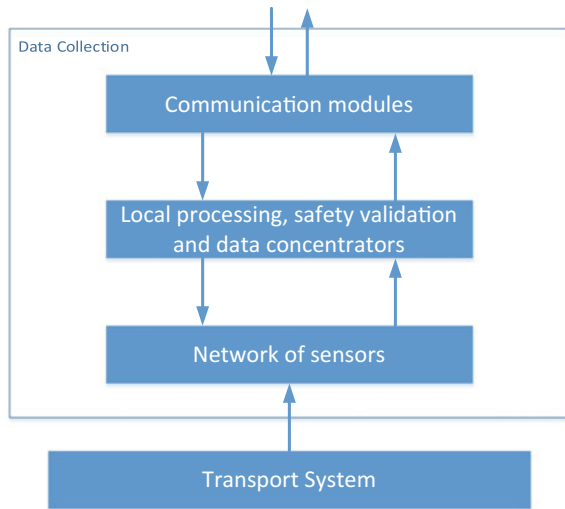 Data Collection
Communication modules
Local processing, safety validation
and data concentrators
Network of sensors
Transport System